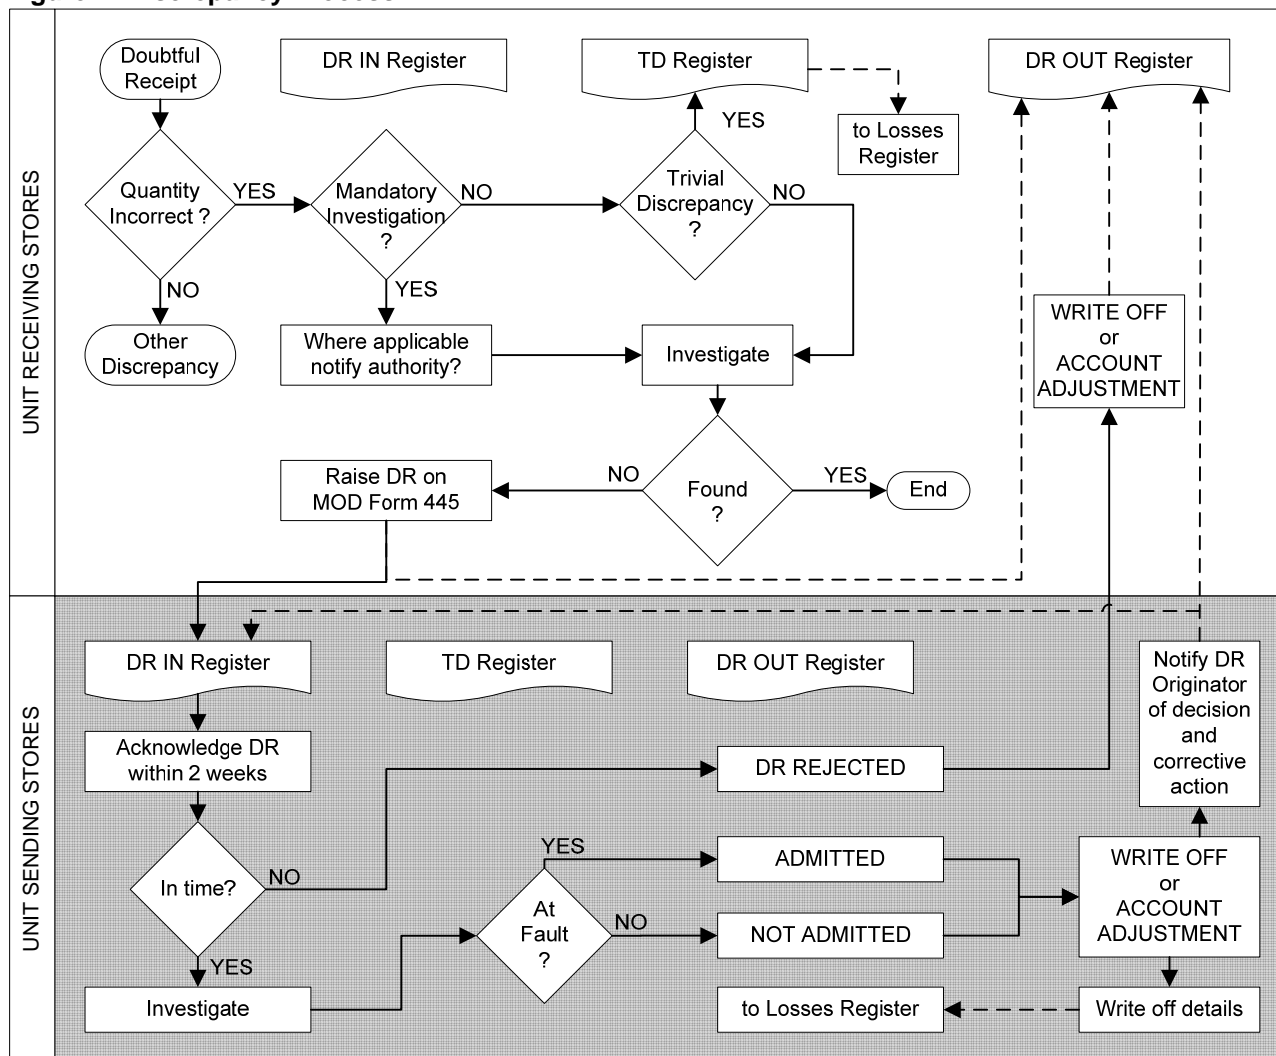 Doubtful
Receipt
DR IN Register
TD Register
DR OUT Register
to Losses
Register
YES
Quantity
Incorrect ?
YES
Mandatory
Investigation
?
NO
Trivial
Discrepancy
?
NO
NO
YES
Other
Discrepancy
Where applicable
notify authority?
Investigate
WRITE OFF
or
ACCOUNT
ADJUSTMENT
Raise DR on
MOD Form 445
NO
Found
?
YES
End
UNIT RECEIVING STORES
UNIT SENDING STORES
DR IN Register
TD Register
DR OUT Register
Notify DR
Originator
of decision
and
corrective
action
Acknowledge DR
within 2 weeks
DR REJECTED
In time?
NO
YES
At
Fault
?
YES
NO
ADMITTED
NOT ADMITTED
WRITE OFF
or
ACCOUNT
ADJUSTMENT
Investigate
to Losses Register
Write off details